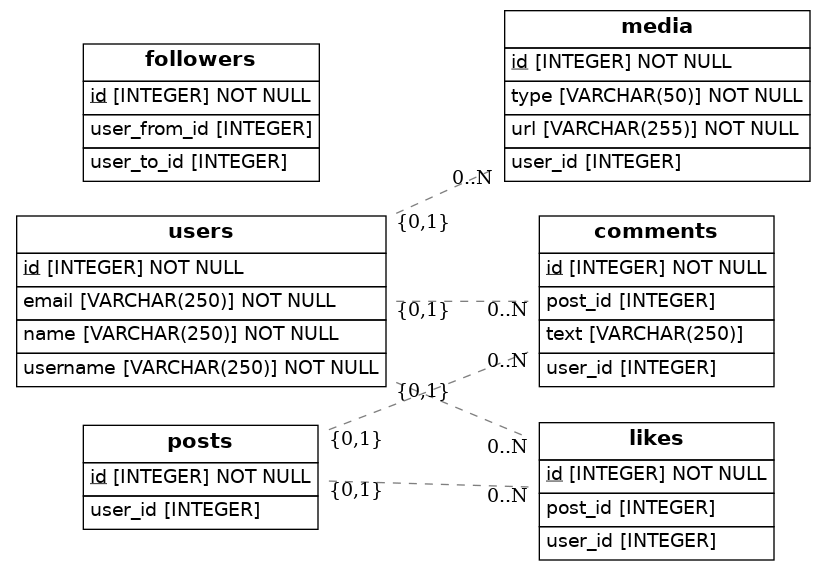 followers
id [INTEGER] NOT NULL
user_from_id [INTEGER]
user_to_id [INTEGER]
media
id [INTEGER] NOT NULL
type [VARCHAR(50)] NOT NULL
url [VARCHAR(255)] NOT NULL
user_id [INTEGER]
0..N
{0,1}
users
id [INTEGER] NOT NULL
email [VARCHAR(250)] NOT NULL
name [VARCHAR(250)] NOT NULL
username [VARCHAR(250)] NOT NULL
{0,1}
0..N
comments
id [INTEGER] NOT NULL
post_id [INTEGER]
text [VARCHAR(250)]
user_id [INTEGER]
0..N
{0,1}
{0,1}
0..N
posts
id [INTEGER] NOT NULL
user_id [INTEGER]
{0,1}
0..N
likes
id [INTEGER] NOT NULL
post_id [INTEGER]
user_id [INTEGER]